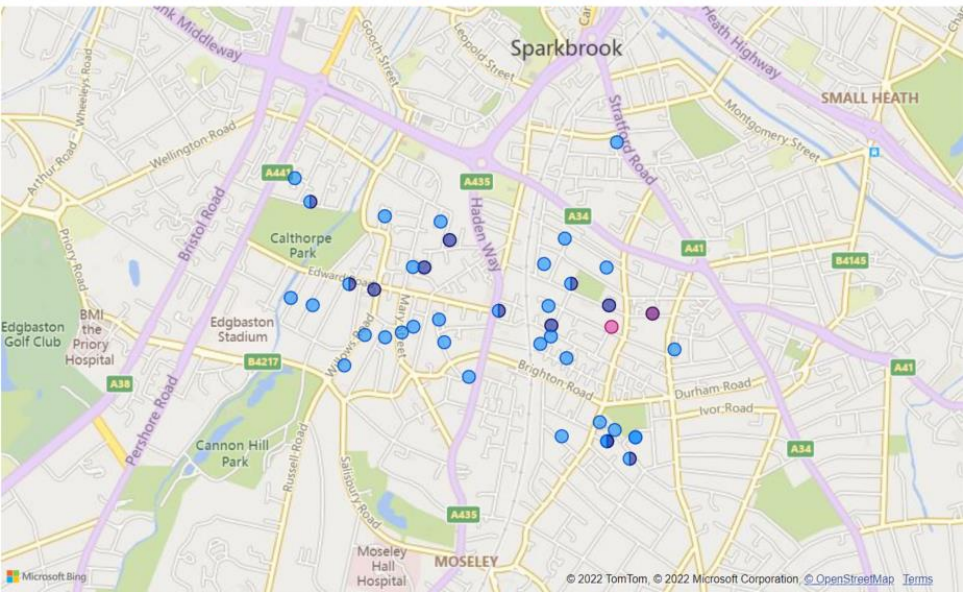 nk Middleway
Gooch Street
Leopold Street
Sparkbrook
Heath Highway
SMALL HEATH
Arthur Road - Wheeleys Road
Wellington Road
Stratford Road
Montgomery Street
A441
A435
Bristol Road
Haden Way
A34
Priory Road
Calthorpe
Park
A41
B4145
Edward Road
Edgbaston
Golf Club
BMI
the
Priory
Hospital
Edgbaston
Stadium
Mary Street
Willows Road
B4217
A38
Brighton Road
A41
Pershore Road
Durham Road
Ivor Road
Cannon Hill
Park
Russell Road
Salisbury Road
A34
A435
Moseley
Hall
Hospital
MOSELEY
Microsoft Bing
© 2022 TomTom, © 2022 Microsoft Corporation, © OpenStreetMap Terms